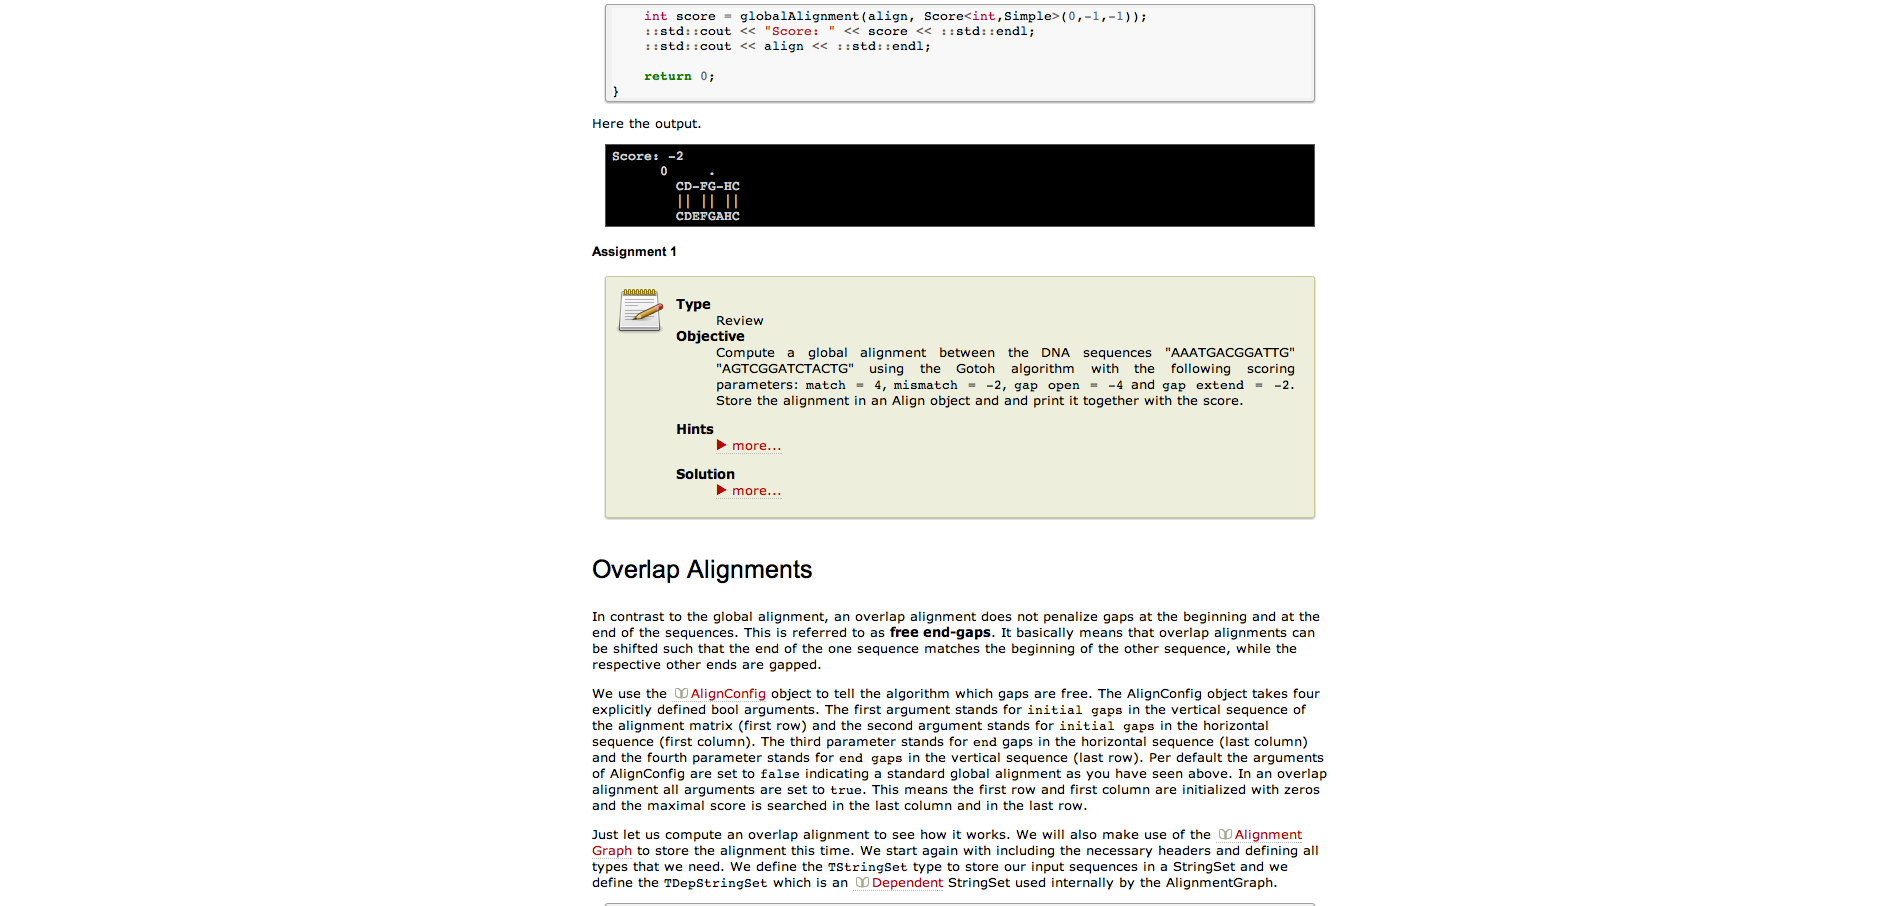 int score = globalAlignment(align, Score<int,Simple>(0,-1,-1));
::std::cout << "Score: " << score << ::std::endl;
::std::cout << align << ::std::endl;
return 0;
}
Here the output.
Score: -2
0 .
CD-FG-HC
|| || ||
CDEFGAHC
Assignment 1
Type
Review
Objective
Compute a global alignment between the DNA sequences "AAATGACGGATTG"
"AGTCGGATCTACTG" using the Gotoh algorithm with the following scoring
parameters: match = 4, mismatch = -2, gap open = -4 and gap extend = -2.
Store the alignment in an Align object and and print it together with the score.
Hints
more...
Solution
more...
Overlap Alignments
In contrast to the global alignment, an overlap alignment does not penalize gaps at the beginning and at the
end of the sequences. This is referred to as free end-gaps. It basically means that overlap alignments can
be shifted such that the end of the one sequence matches the beginning of the other sequence, while the
respective other ends are gapped.
We use the AlignConfig object to tell the algorithm which gaps are free. The AlignConfig object takes four
explicitly defined bool arguments. The first argument stands for initial gaps in the vertical sequence of
the alignment matrix (first row) and the second argument stands for initial gaps in the horizontal
sequence (first column). The third parameter stands for end gaps in the horizontal sequence (last column)
and the fourth parameter stands for end gaps in the vertical sequence (last row). Per default the arguments
of AlignConfig are set to false indicating a standard global alignment as you have seen above. In an overlap
alignment all arguments are set to true. This means the first row and first column are initialized with zeros
and the maximal score is searched in the last column and in the last row.
Just let us compute an overlap alignment to see how it works. We will also make use of the Alignment
Graph to store the alignment this time. We start again with including the necessary headers and defining all
types that we need. We define the TStringSet type to store our input sequences in a StringSet and we
define the TDepStringSet which is an Dependent StringSet used internally by the AlignmentGraph.